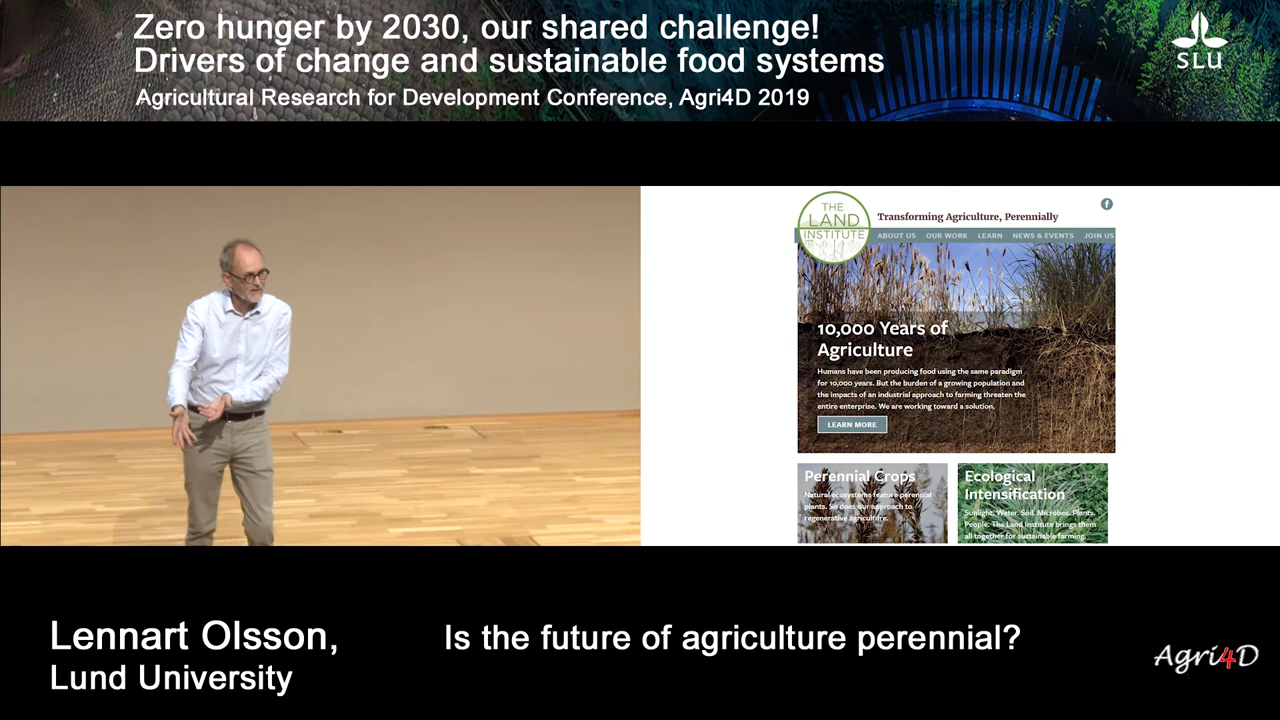 Zero hunger by 2030, our shared challenge!
Drivers of change and sustainable food systems
Agricultural Research for Development Conference, Agri4D 2019
SLU
THE
LAND
INSTITUTE
Transforming Agriculture, Perennially
f
ABOUT US OUR WORK LEARN NEWS & EVENTS JOIN US
10,000 Years of
Agriculture
Humans have been producing food using the same paradigm
for 10,000 years. But the burden of a growing population and
the impacts of an industrial approach to farming threaten the
entire enterprise. We are working toward a solution.
LEARN MORE
Perennial Crops
Natural ecosystems feature perennial
plants. So does our approach to
regenerative agriculture.
Ecological
Intensification
Sunlight. Water. Soil. Microbes. Plants.
People. The Land Institute brings them
all together for sustainable farming.
Lennart Olsson,
Lund University
Is the future of agriculture perennial?
Agri4D